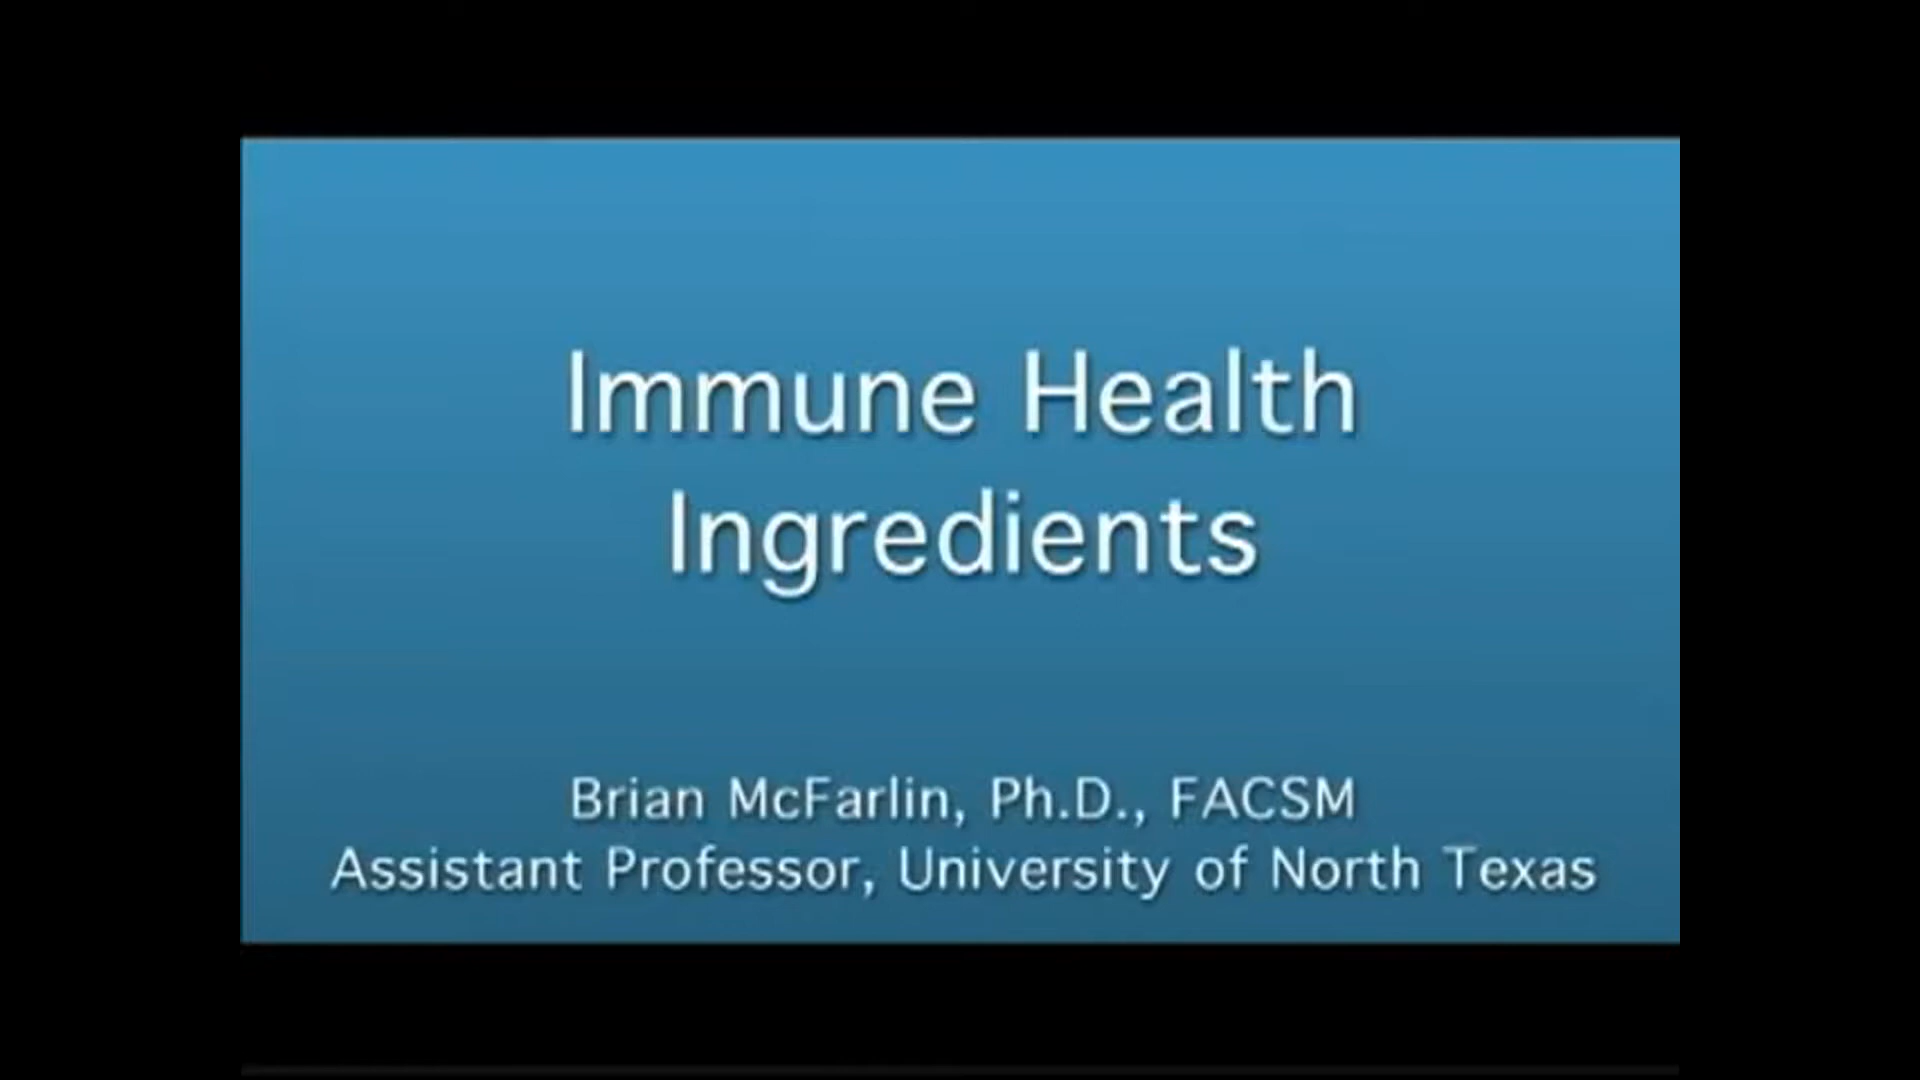 Immune Health
Ingredients
Brian McFarlin, Ph.D., FACSM
Assistant Professor, University of North Texas